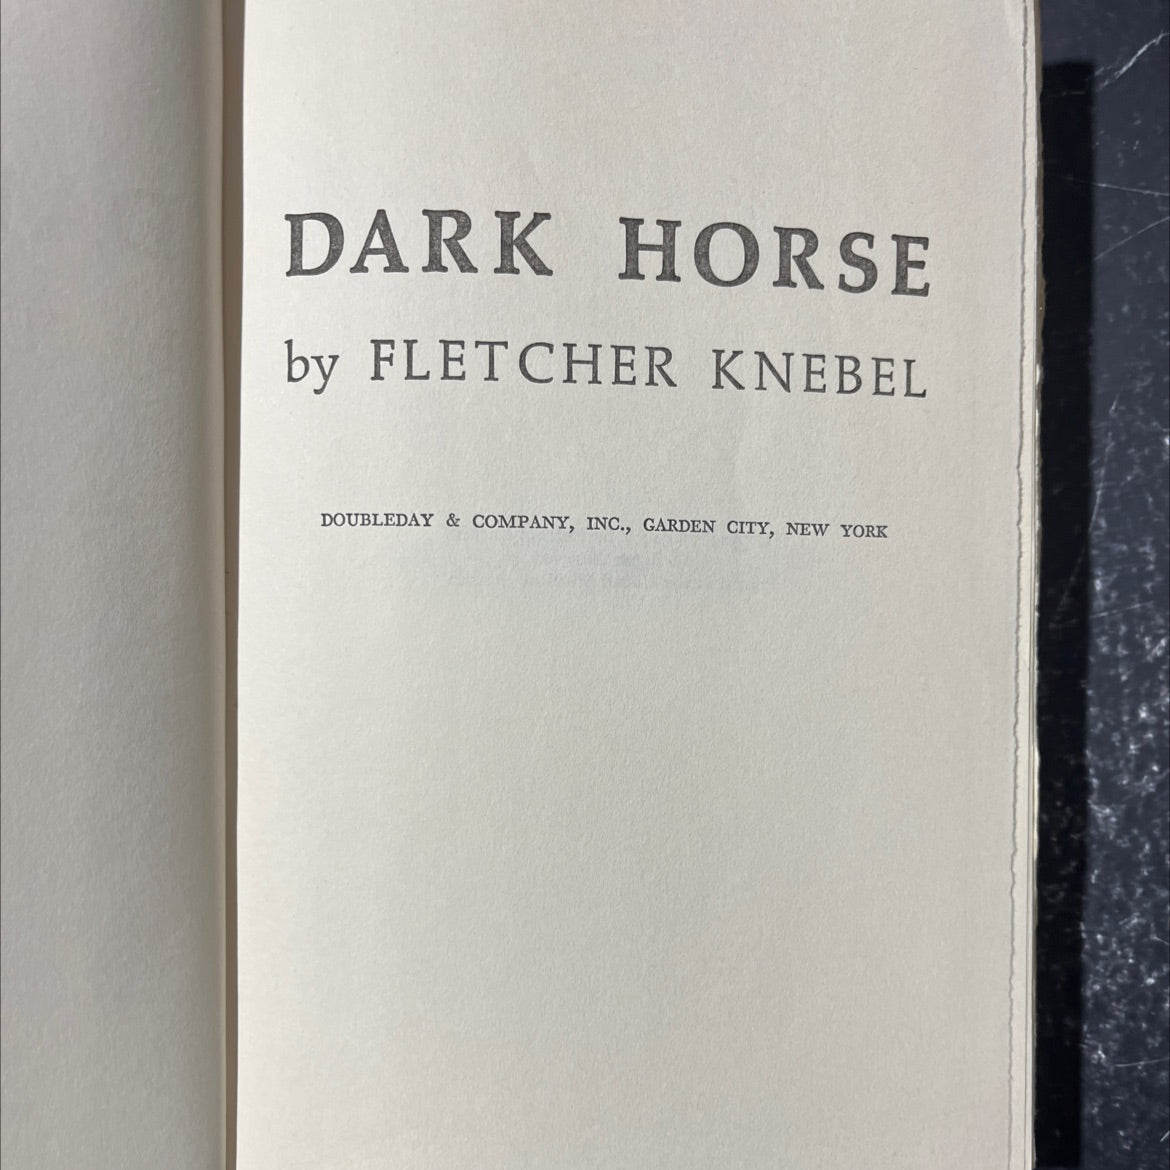 DARK HORSE
by FLETCHER KNEBEL
DOUBLEDAY & COMPANY, INC., GARDEN CITY, NEW YORK